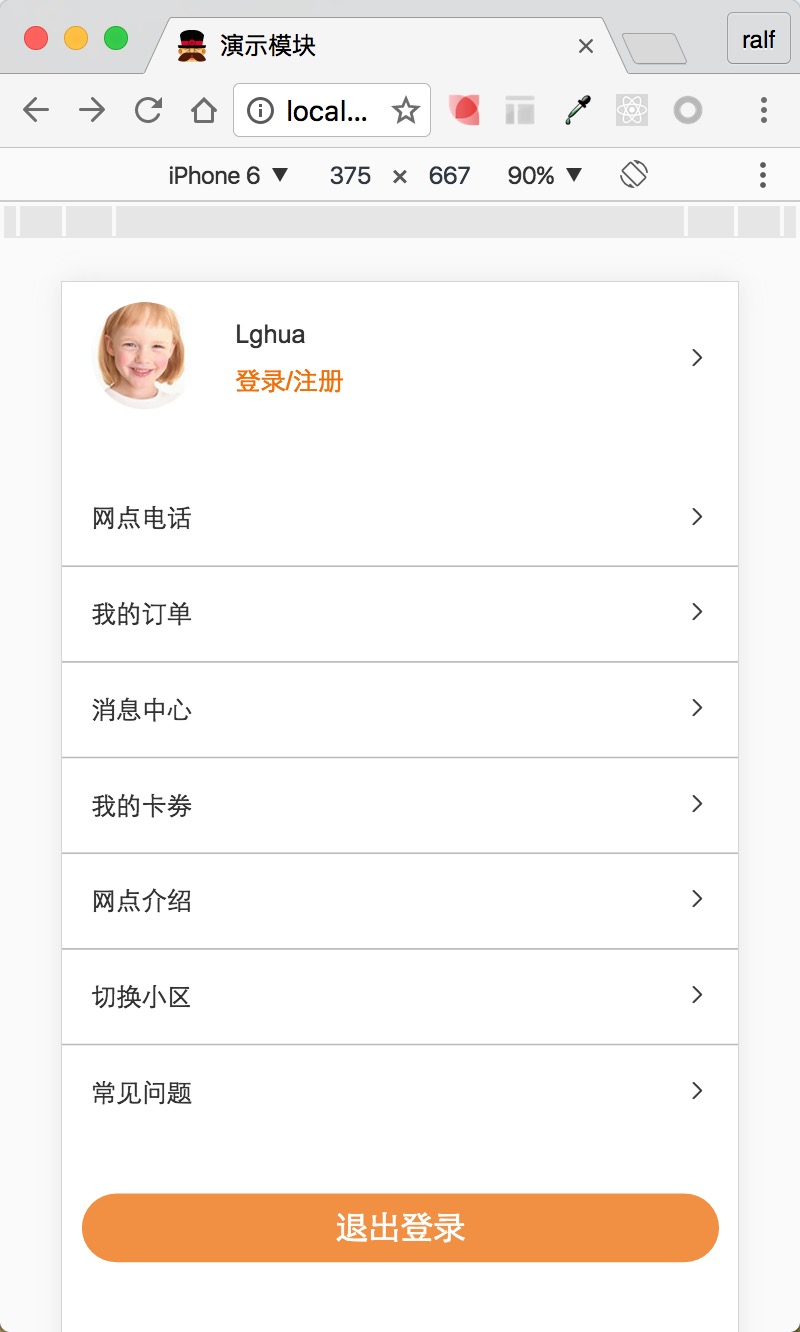 演示模块
ralf
local...
iPhone 6 ▼ 375 × 667 90% ▼
Lghua
登录/注册
网点电话
我的订单
消息中心
我的卡券
网点介绍
切换小区
常见问题
退出登录